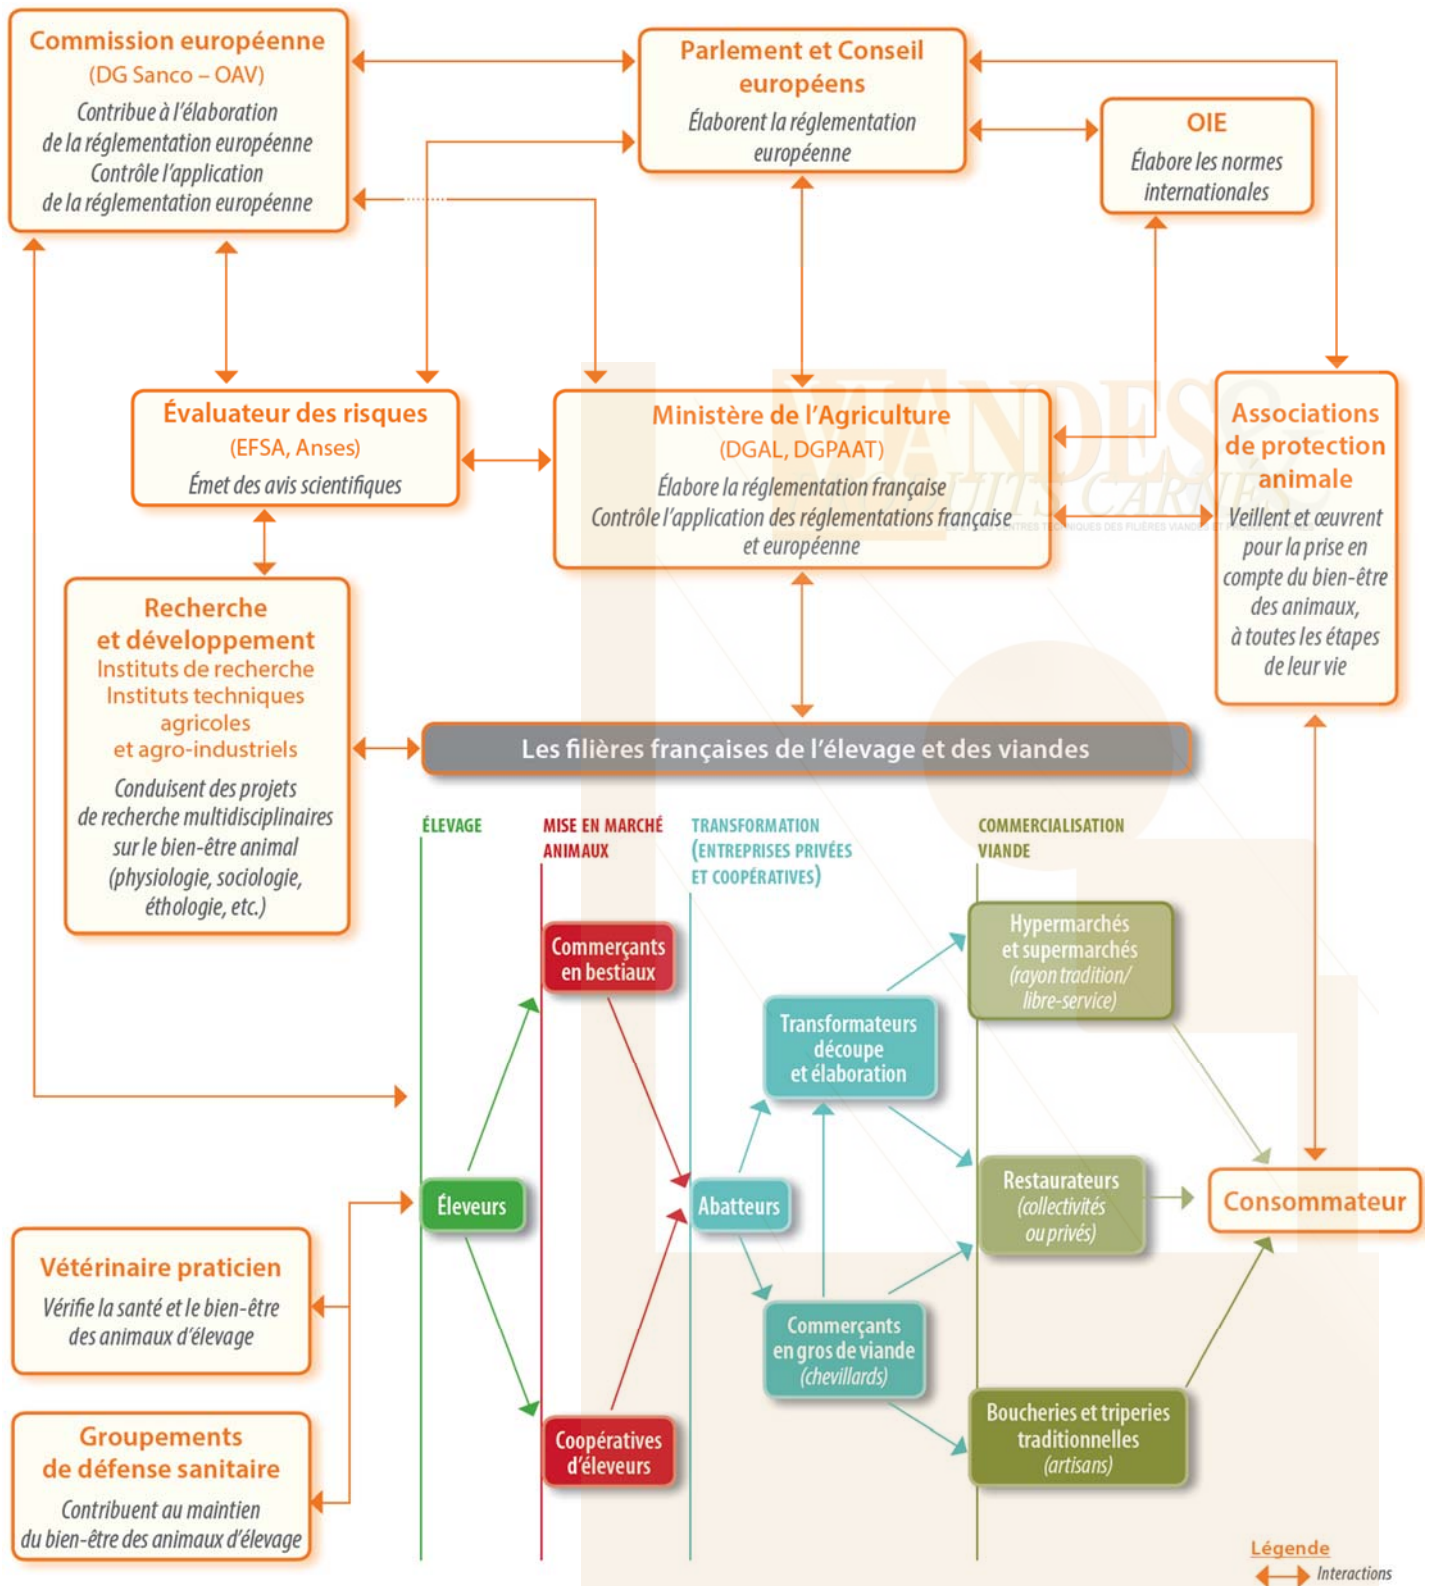 Commission européenne
(DG Sanco – OAV)
Contribue à l'élaboration
de la réglementation européenne
Contrôle l'application
de la réglementation européenne
Parlement et Conseil
européens
Élaborent la réglementation
européenne
OIE
Élabore les normes
internationales
Évaluateur des risques
(EFSA, Anses)
Émet des avis scientifiques
Ministère de l'Agriculture
(DGAL, DGPAAT)
Élabore la réglementation française
Contrôle l'application des réglementations française
et européenne
Associations
de protection
animale
Veillent et œuvrent
pour la prise en
compte du bien-être
des animaux,
à toutes les étapes
de leur vie
VIANDES &
PRODUITS CARNÉS
Recherche
et développement
Instituts de recherche
Instituts techniques
agricoles
et agro-industriels
Conduisent des projets
de recherche multidisciplinaires
sur le bien-être animal
(physiologie, sociologie,
éthologie, etc.)
Les filières françaises de l'élevage et des viandes
ÉLEVAGE
MISE EN MARCHÉ
ANIMAUX
TRANSFORMATION
(ENTREPRISES PRIVÉES
ET COOPÉRATIVES)
COMMERCIALISATION
VIANDE
Commerçants
en bestiaux
Hypermarchés
et supermarchés
(rayon tradition/
libre-service)
Transformateurs
découpe
et élaboration
Éleveurs
Abatteurs
Restaurateurs
(collectivités
ou privés)
Consommateur
Vétérinaire praticien
Vérifie la santé et le bien-être
des animaux d'élevage
Commerçants
en gros de viande
(chevillards)
Groupements
de défense sanitaire
Contribuent au maintien
du bien-être des animaux d'élevage
Coopératives
d'éleveurs
Boucheries et triperies
traditionnelles
(artisans)
Légende
Interactions